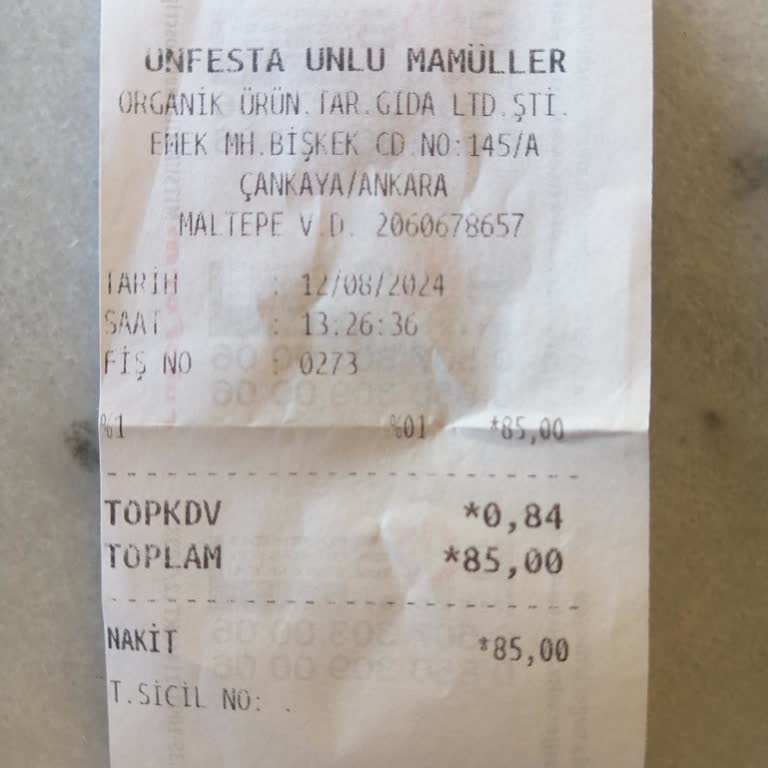 UNFESTA UNLU MAMÜLLER
ORGANİK ÜRÜN.TAR.GIDA LTD.ŞTİ.
EMEK MH.BİŞKEK CD.NO:145/A
ÇANKAYA/ANKARA
MALTEPE V.D. 2060678657
TARİH : 12/08/2024
SAAT : 13:26:36
FİŞ NO : 0273
%1 %01 *85,00
TOPKDV *0,84
TOPLAM *85,00
NAKİT *85,00
T.SİCİL NO: .